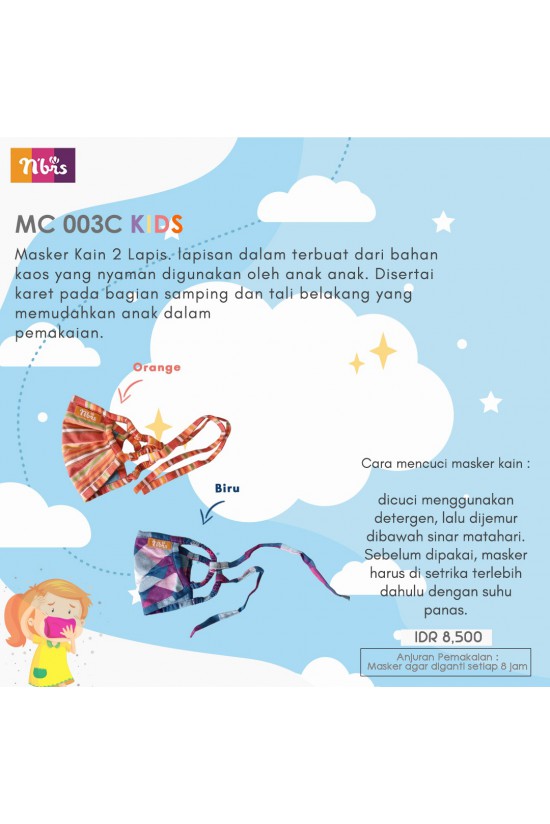 Nbrs
MC 003C KIDS
Masker Kain 2 Lapis. lapisan dalam terbuat dari bahan
kaos yang nyaman digunakan oleh anak anak. Disertai
karet pada bagian samping dan tali belakang yang
memudahkan anak dalam
pemakaian.
Orange
Nbrs
Biru
Cara mencuci masker kain :
dicuci menggunakan
detergen, lalu dijemur
dibawah sinar matahari.
Sebelum dipakai, masker
harus di setrika terlebih
dahulu dengan suhu
panas.
IDR 8,500
Anjuran Pemakaian :
Masker agar diganti setiap 8 jam